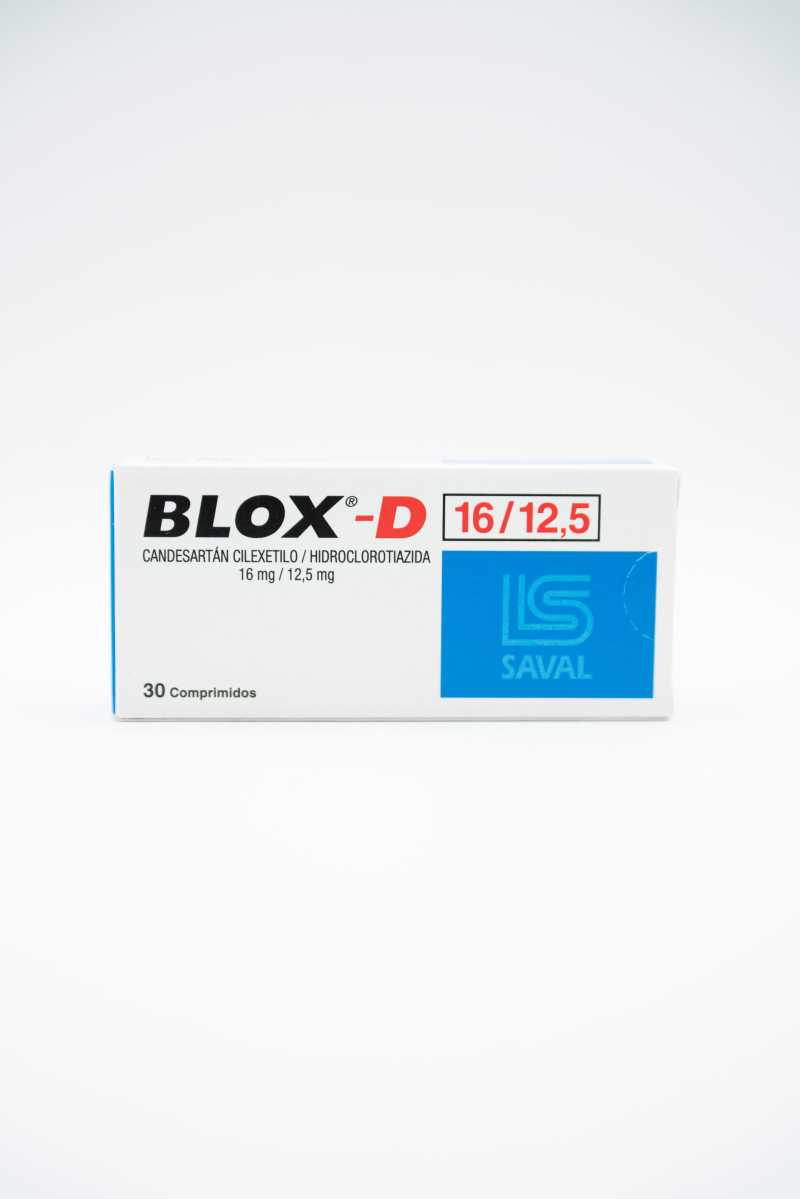 BLOX®-D 16/12,5
CANDESARTÁN CILEXETILO / HIDROCLOROTIAZIDA
16 mg / 12,5 mg
SAVAL
30 Comprimidos